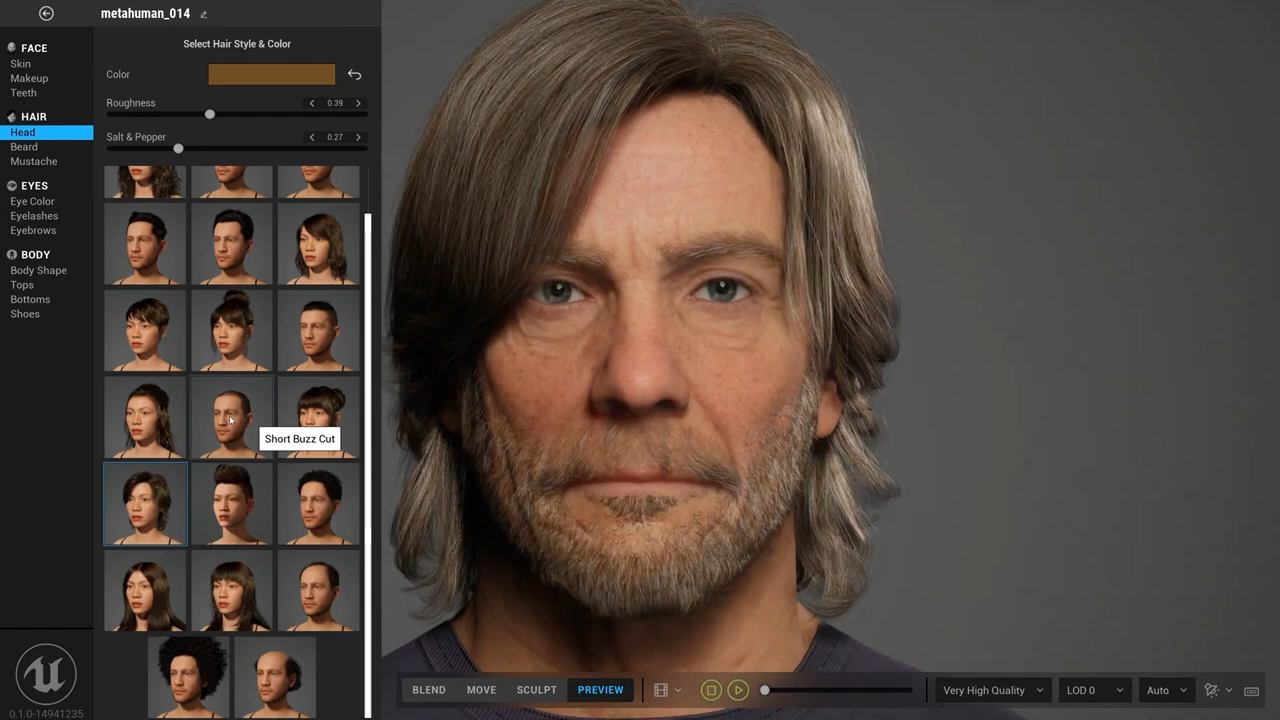 metahuman_014
Select Hair Style & Color
FACE
Skin
Makeup
Teeth
HAIR
Head
Beard
Mustache
EYES
Eye Color
Eyelashes
Eyebrows
BODY
Body Shape
Tops
Bottoms
Shoes
Color
Roughness
0.39
Salt & Pepper
0.27
Short Buzz Cut
BLEND
MOVE
SCULPT
PREVIEW
Very High Quality
LOD 0
Auto
0.1.0-14941235